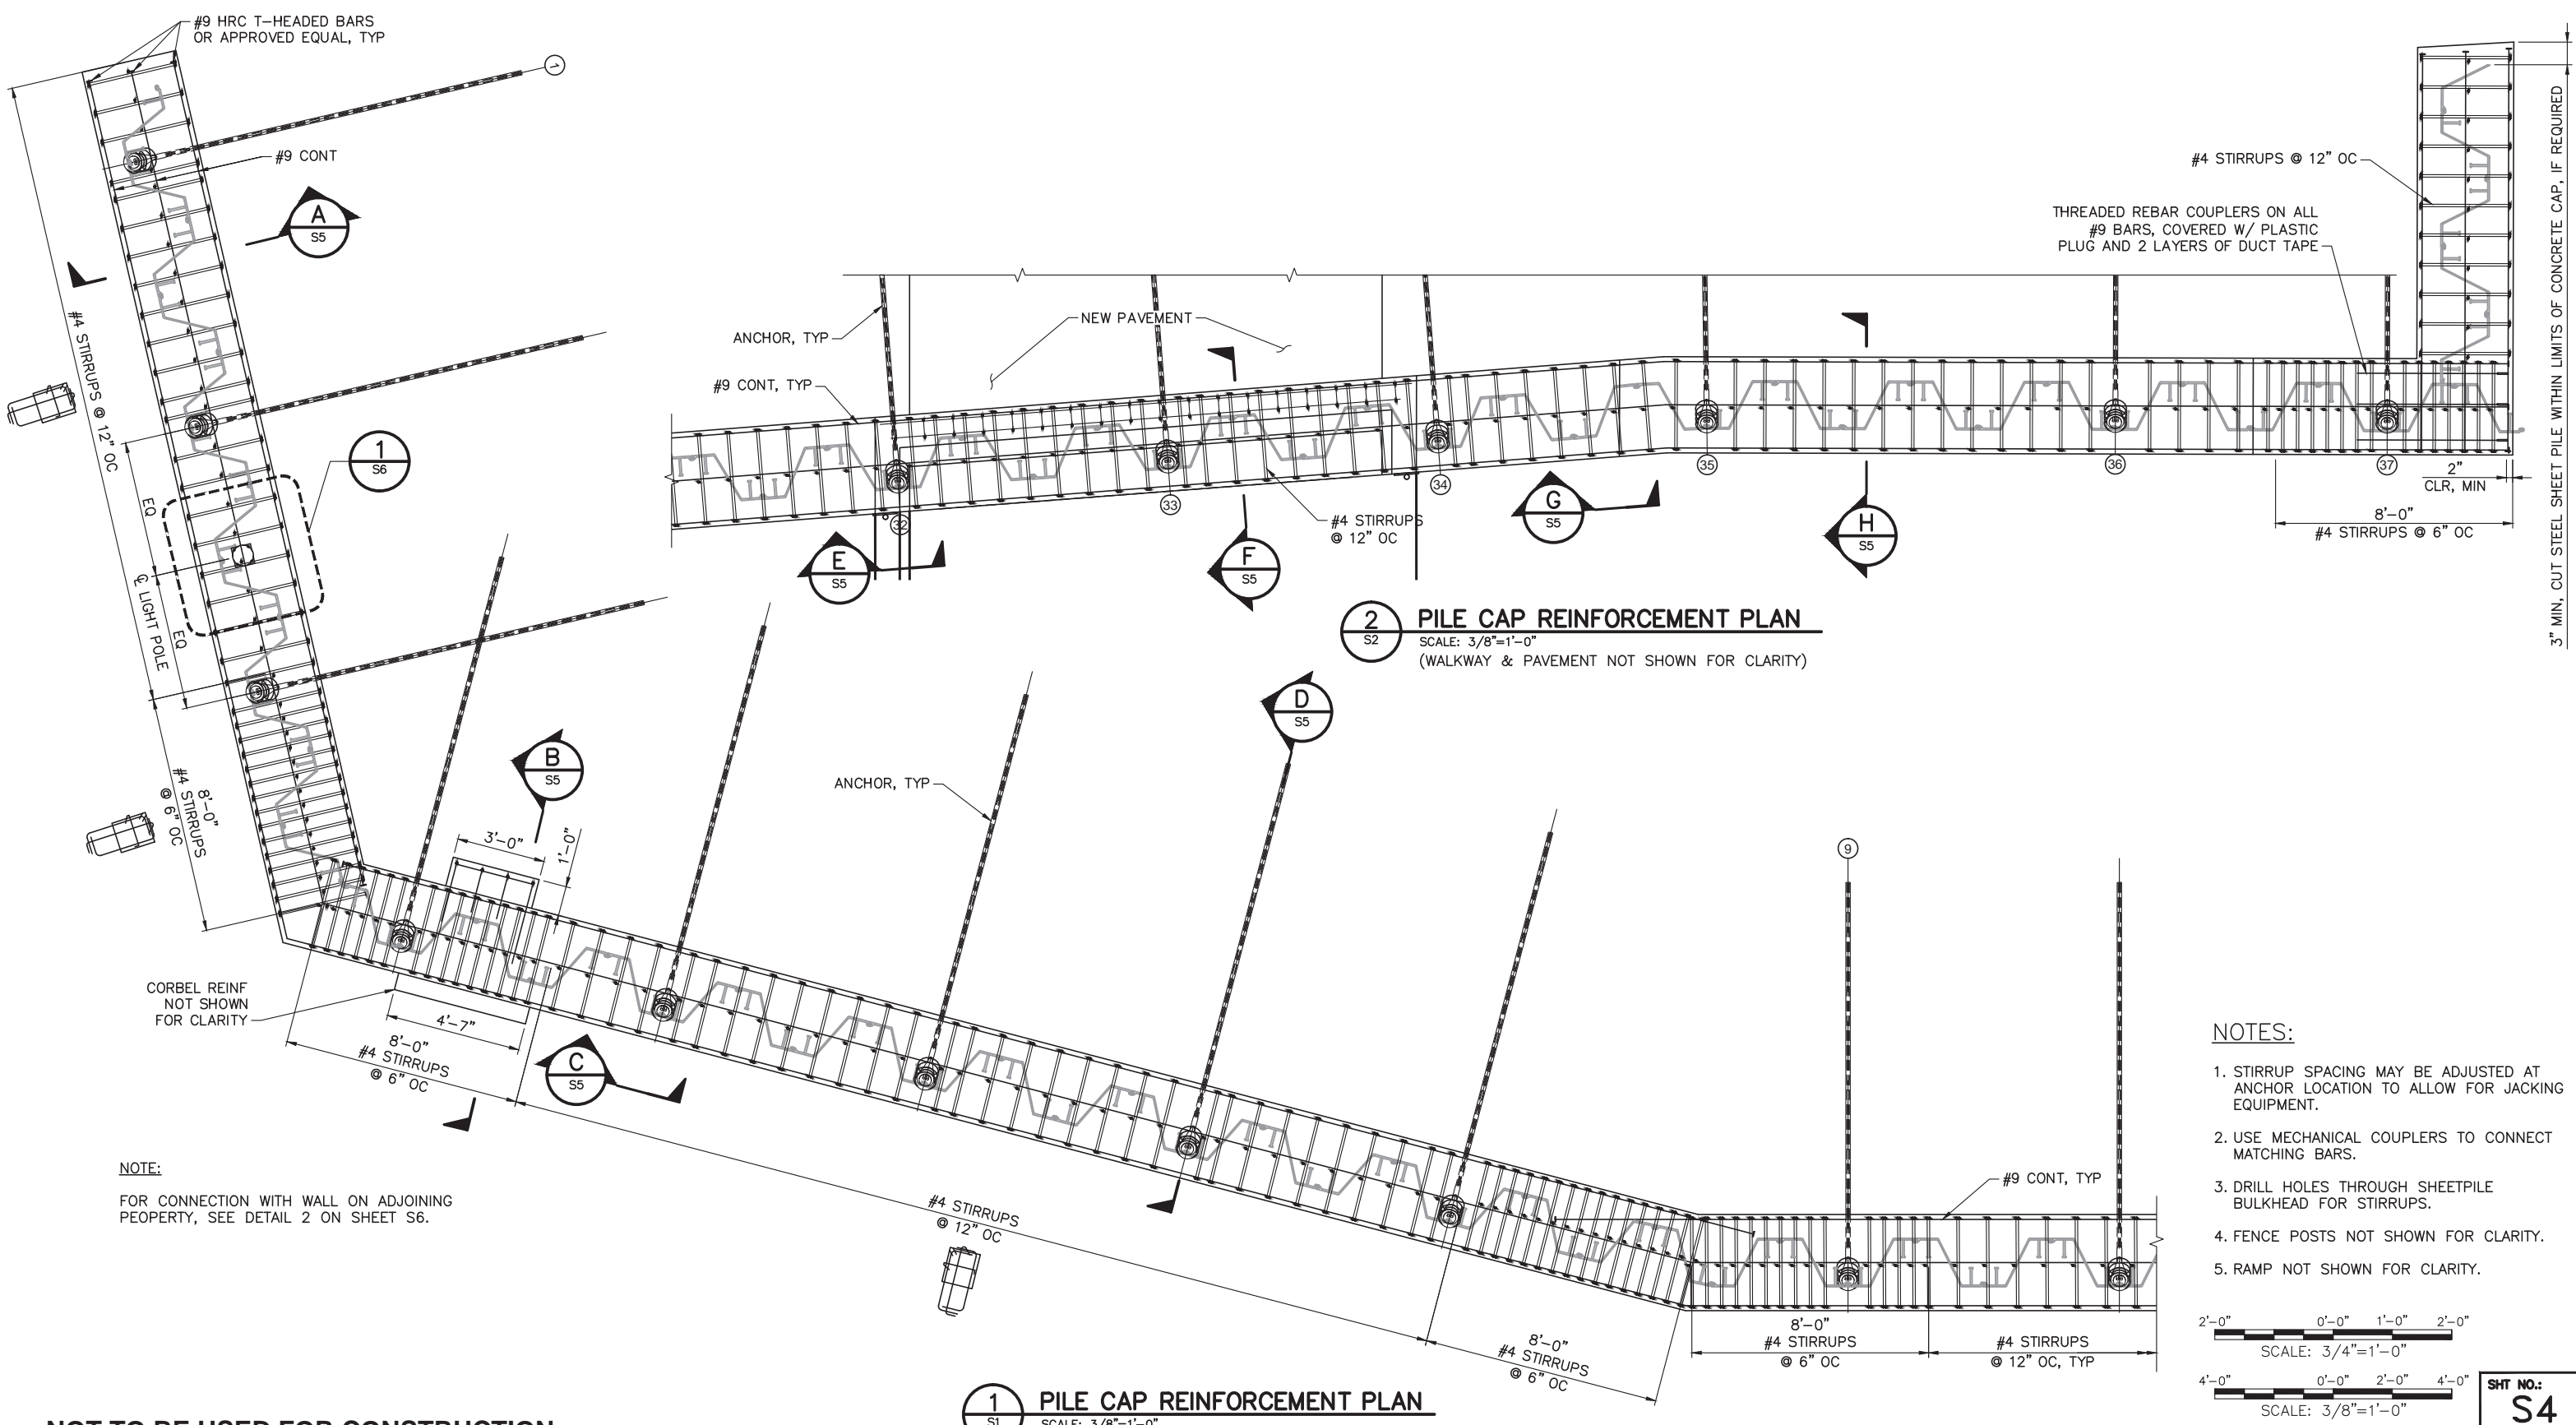 #9 HRC T-HEADED BARS
OR APPROVED EQUAL, TYP
1
#9 CONT
A
S5
#4 STIRRUPS @ 12" OC
1
S6
EQ
EQ
℄ LIGHT POLE
8'-0"
#4 STIRRUPS
@ 6" OC
#4 STIRRUPS @ 12" OC
THREADED REBAR COUPLERS ON ALL
#9 BARS, COVERED W/ PLASTIC
PLUG AND 2 LAYERS OF DUCT TAPE
3" MIN, CUT STEEL SHEET PILE WITHIN LIMITS OF CONCRETE CAP, IF REQUIRED
NEW PAVEMENT
ANCHOR, TYP
#9 CONT, TYP
32
33
34
35
36
37
#4 STIRRUPS
@ 12" OC
E
S5
F
S5
G
S5
H
S5
2"
CLR, MIN
8'-0"
#4 STIRRUPS @ 6" OC
2
S2
PILE CAP REINFORCEMENT PLAN
SCALE: 3/8"=1'-0"
(WALKWAY & PAVEMENT NOT SHOWN FOR CLARITY)
B
S5
D
S5
ANCHOR, TYP
3'-0"
1'-0"
9
CORBEL REINF
NOT SHOWN
FOR CLARITY
4'-7"
8'-0"
#4 STIRRUPS
@ 6" OC
C
S5
NOTE:
FOR CONNECTION WITH WALL ON ADJOINING
PEOPERTY, SEE DETAIL 2 ON SHEET S6.
#4 STIRRUPS
@ 12" OC
8'-0"
#4 STIRRUPS
@ 6" OC
#9 CONT, TYP
8'-0"
#4 STIRRUPS
@ 6" OC
#4 STIRRUPS
@ 12" OC, TYP
NOTES:
1. STIRRUP SPACING MAY BE ADJUSTED AT
ANCHOR LOCATION TO ALLOW FOR JACKING
EQUIPMENT.
2. USE MECHANICAL COUPLERS TO CONNECT
MATCHING BARS.
3. DRILL HOLES THROUGH SHEETPILE
BULKHEAD FOR STIRRUPS.
4. FENCE POSTS NOT SHOWN FOR CLARITY.
5. RAMP NOT SHOWN FOR CLARITY.
2'-0" 0'-0" 1'-0" 2'-0"
SCALE: 3/4"=1'-0"
4'-0" 0'-0" 2'-0" 4'-0"
SCALE: 3/8"=1'-0"
SHT NO.:
S4
1
S1
PILE CAP REINFORCEMENT PLAN
SCALE: 3/8"=1'-0"
NOT TO BE USED FOR CONSTRUCTION